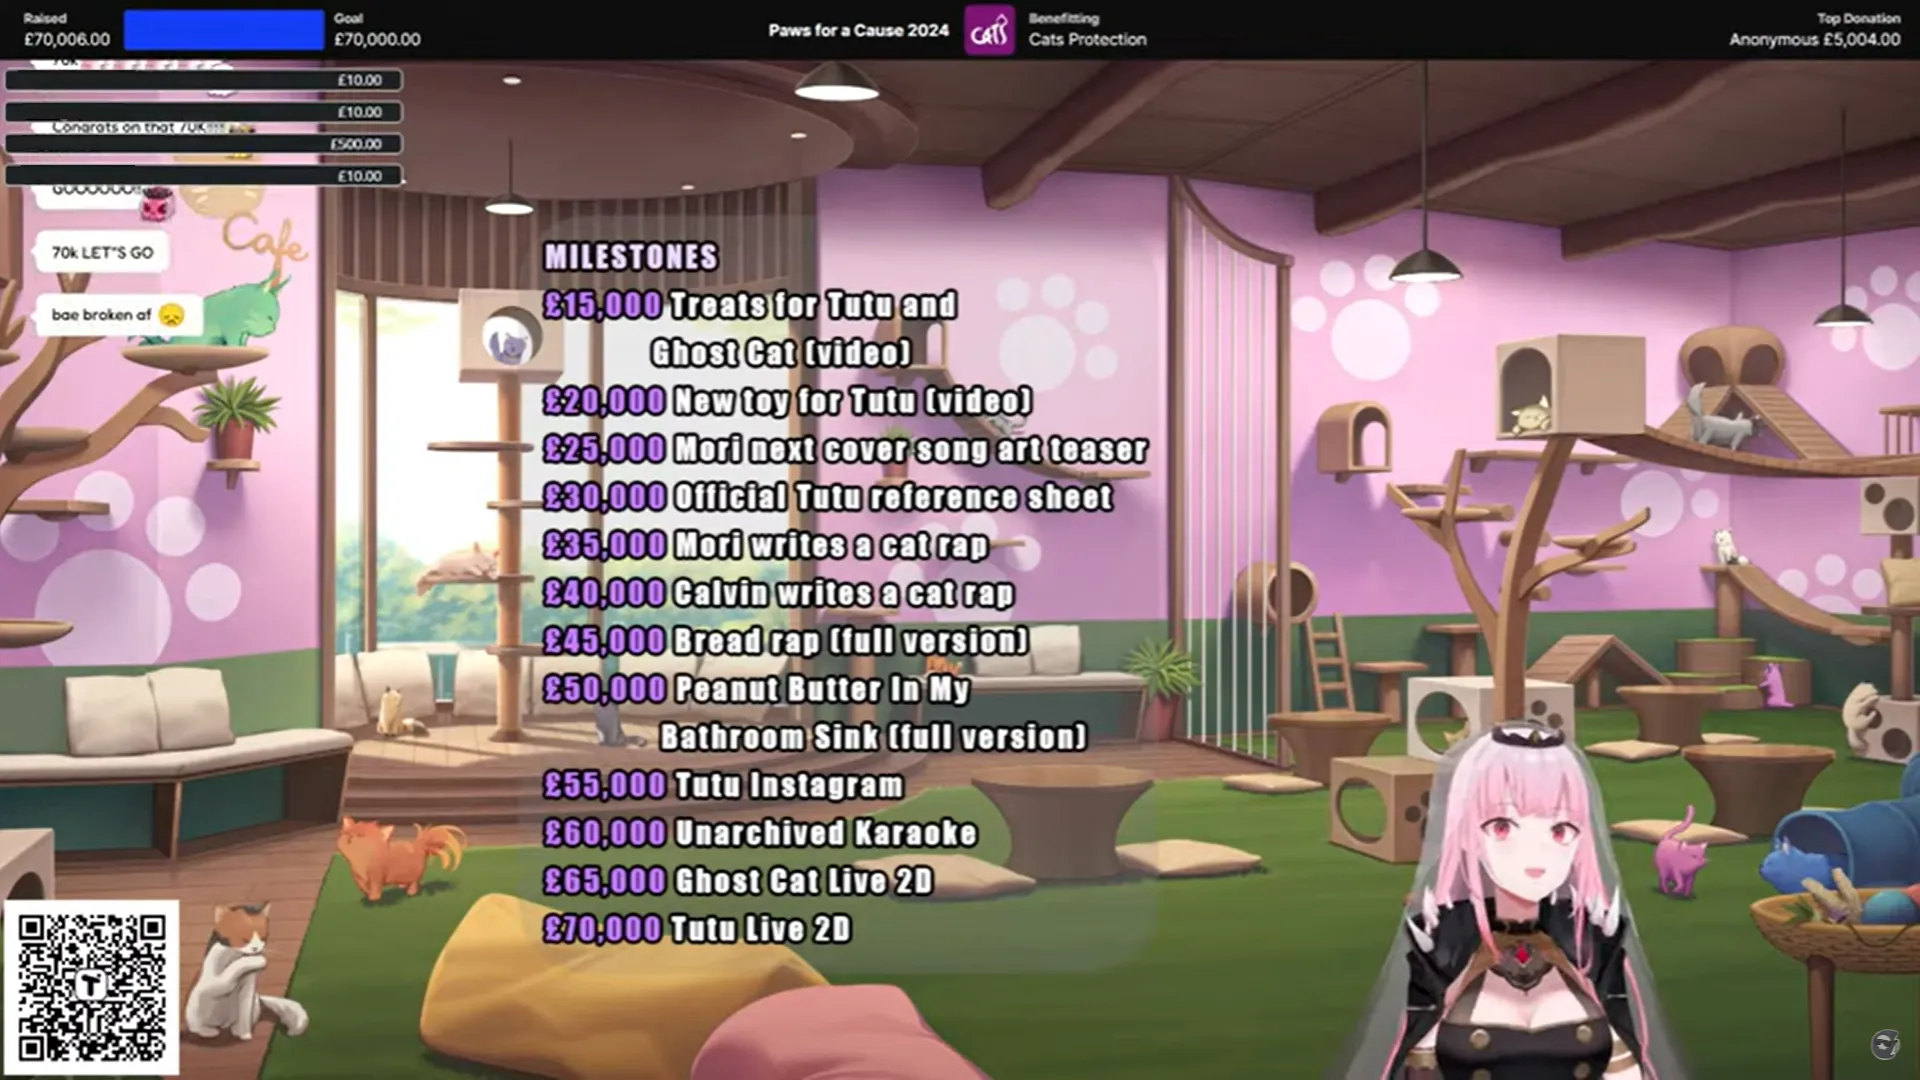 Raised
£70,006.00
Goal
£70,000.00
Paws for a Cause 2024
CATS
Benefitting
Cats Protection
Top Donation
Anonymous £5,004.00
70k
£10.00
£10.00
Congrats on that 70K!!!!
£500.00
£10.00
GOOOOOO!!
Cafe
70k LET"S GO
bae broken af 😞
MILESTONES
£15,000 Treats for Tutu and
Ghost Cat (video)
£20,000 New toy for Tutu (video)
£25,000 Mori next cover song art teaser
£30,000 Official Tutu reference sheet
£35,000 Mori writes a cat rap
£40,000 Calvin writes a cat rap
£45,000 Bread rap (full version)
£50,000 Peanut Butter In My
Bathroom Sink (full version)
£55,000 Tutu Instagram
£60,000 Unarchived Karaoke
£65,000 Ghost Cat Live 2D
£70,000 Tutu Live 2D
T